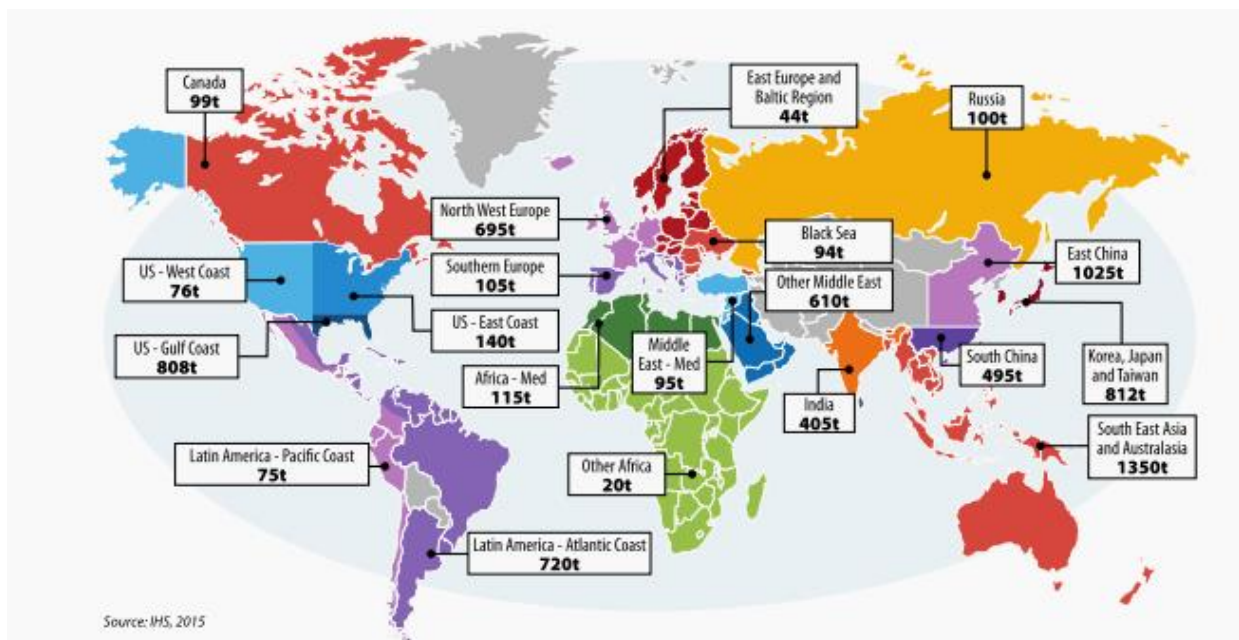 Canada
99t
East Europe and
Baltic Region
44t
Russia
100t
North West Europe
695t
Black Sea
94t
East China
1025t
US - West Coast
76t
Southern Europe
105t
Other Middle East
610t
US - Gulf Coast
808t
US - East Coast
140t
Africa - Med
115t
Middle
East - Med
95t
India
405t
South China
495t
Korea, Japan
and Taiwan
812t
Latin America - Pacific Coast
75t
Other Africa
20t
South East Asia
and Australasia
1350t
Latin America - Atlantic Coast
720t
Source: IHS, 2015